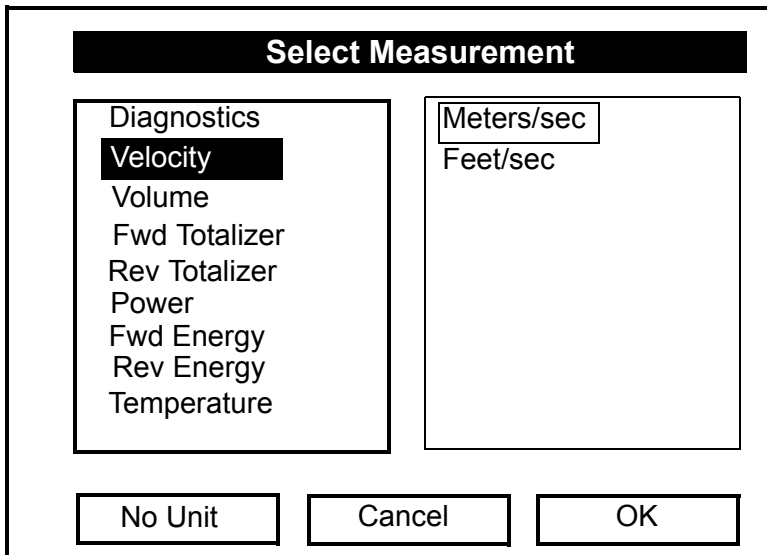 Select Measurement
Diagnostics
Velocity
Volume
Fwd Totalizer
Rev Totalizer
Power
Fwd Energy
Rev Energy
Temperature
Meters/sec
Feet/sec
No Unit
Cancel
OK